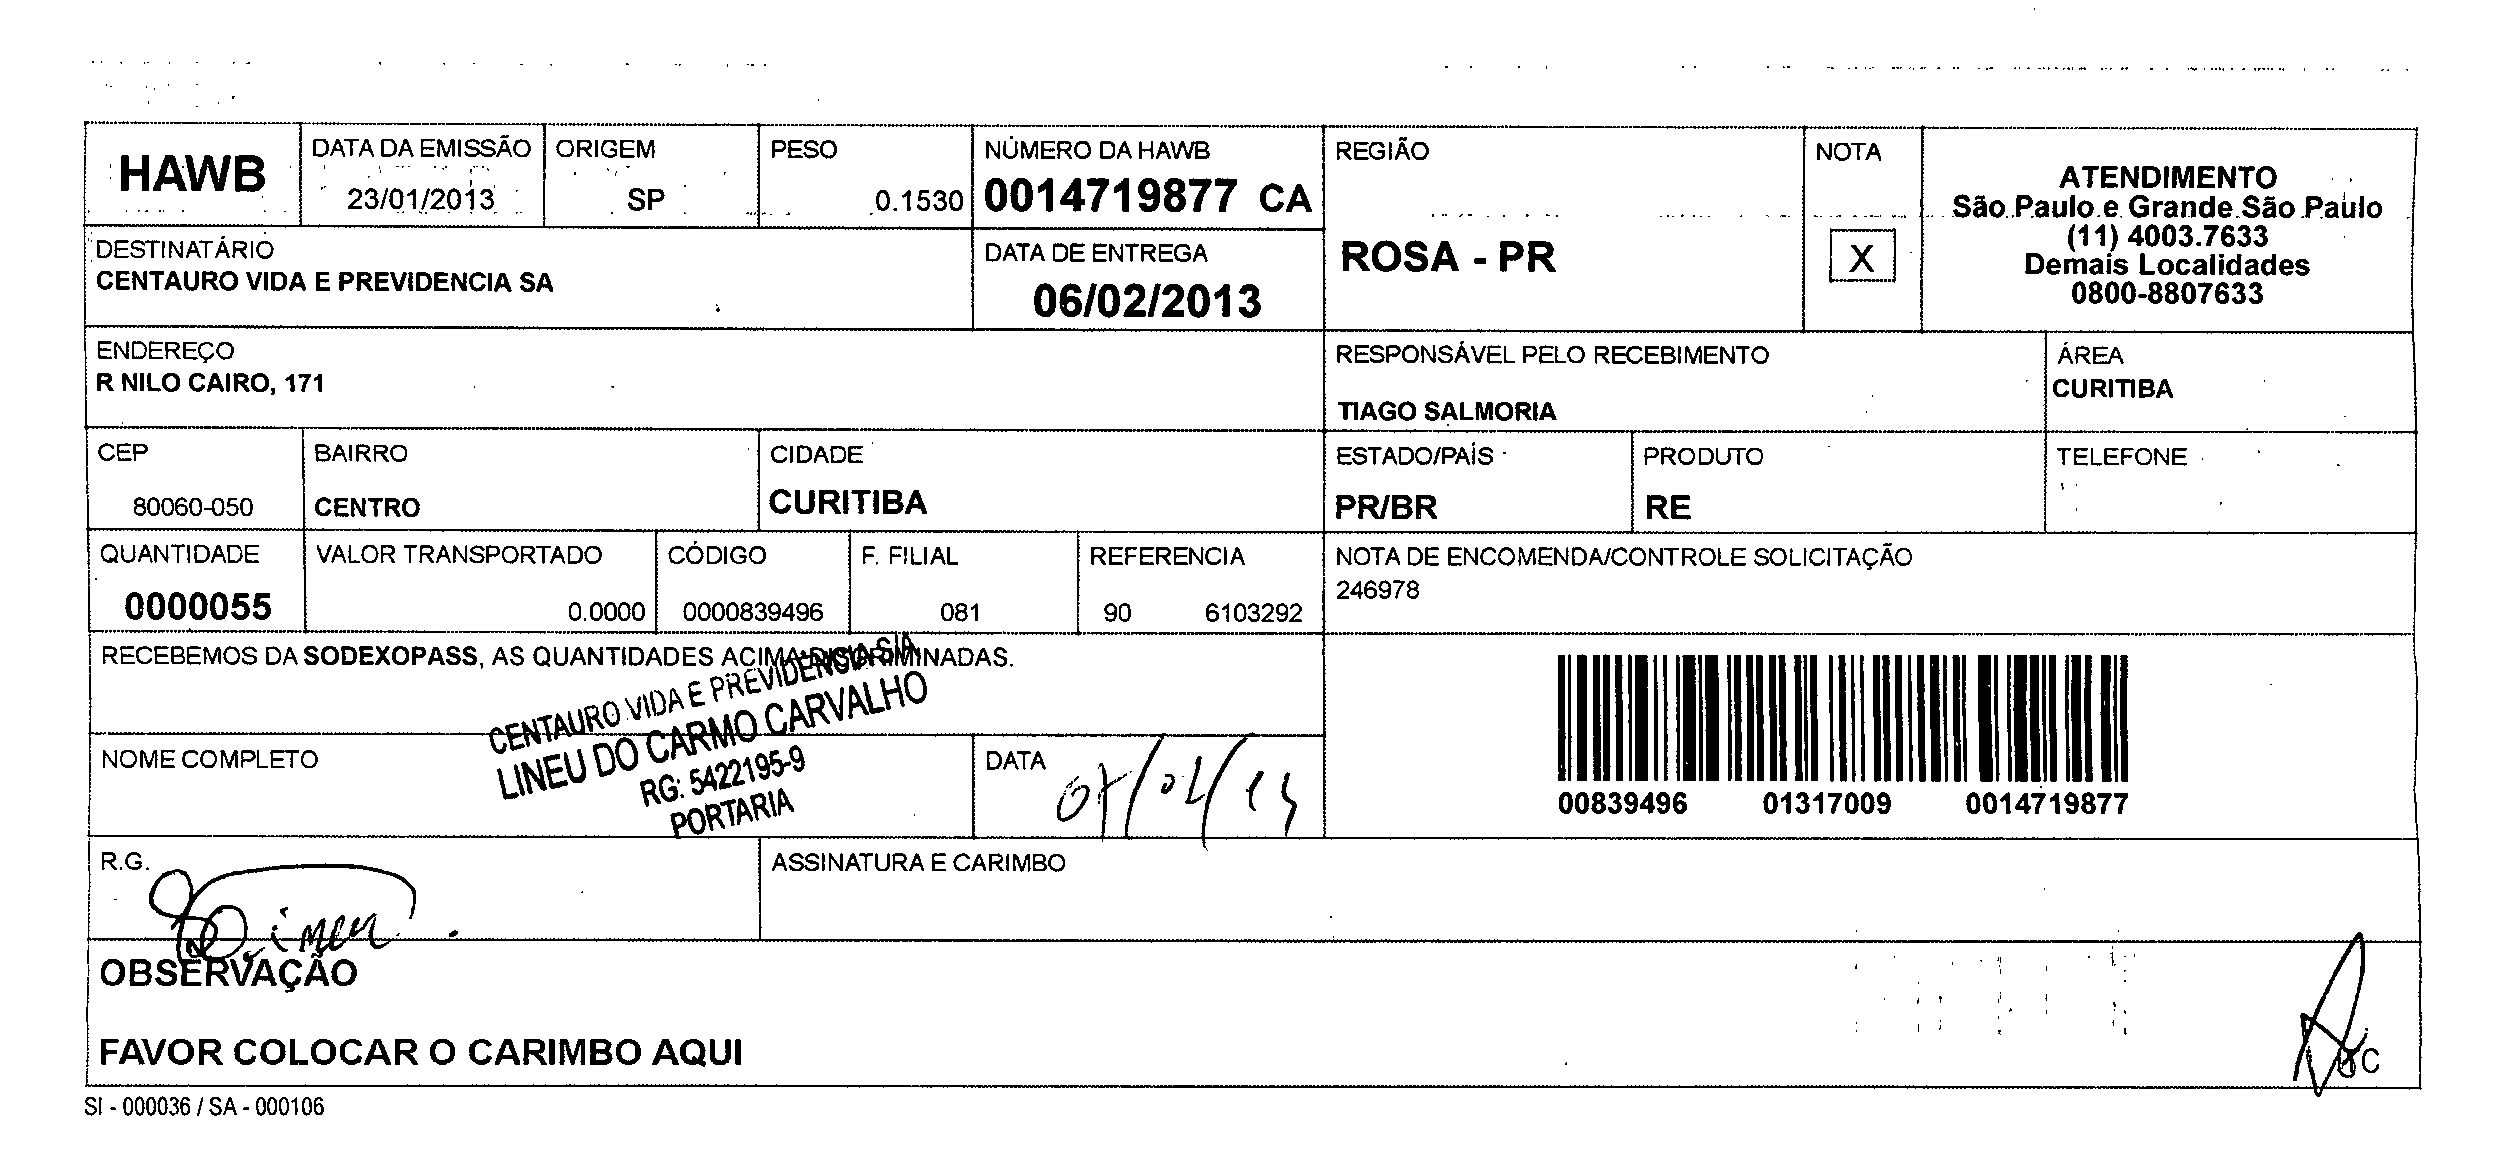 HAWB
DATA DA EMISSÃO
23/01/2013
ORIGEM
SP
PESO
0.1530
NÚMERO DA HAWB
0014719877 CA
REGIÃO
ROSA - PR
NOTA
X
ATENDIMENTO
São Paulo e Grande São Paulo
(11) 4003.7633
Demais Localidades
0800-8807633
DESTINATÁRIO
CENTAURO VIDA E PREVIDENCIA SA
DATA DE ENTREGA
06/02/2013
ENDEREÇO
R NILO CAIRO, 171
RESPONSÁVEL PELO RECEBIMENTO
TIAGO SALMORIA
ÁREA
CURITIBA
CEP
80060-050
BAIRRO
CENTRO
CIDADE
CURITIBA
ESTADO/PAÍS
PR/BR
PRODUTO
RE
TELEFONE
QUANTIDADE
0000055
VALOR TRANSPORTADO
0.0000
CÓDIGO
0000839496
F. FILIAL
081
REFERENCIA
90 6103292
NOTA DE ENCOMENDA/CONTROLE SOLICITAÇÃO
246978
RECEBEMOS DA SODEXOPASS, AS QUANTIDADES ACIMA DISCRIMINADAS.
CENTAURO VIDA E PREVIDENCIA S/A
LINEU DO CARMO CARVALHO
RG: 5422195-9
PORTARIA
NOME COMPLETO
DATA
07/02/13
00839496 01317009 0014719877
R.G.
ASSINATURA E CARIMBO
OBSERVAÇÃO
FAVOR COLOCAR O CARIMBO AQUI
SI - 000036 / SA - 000106